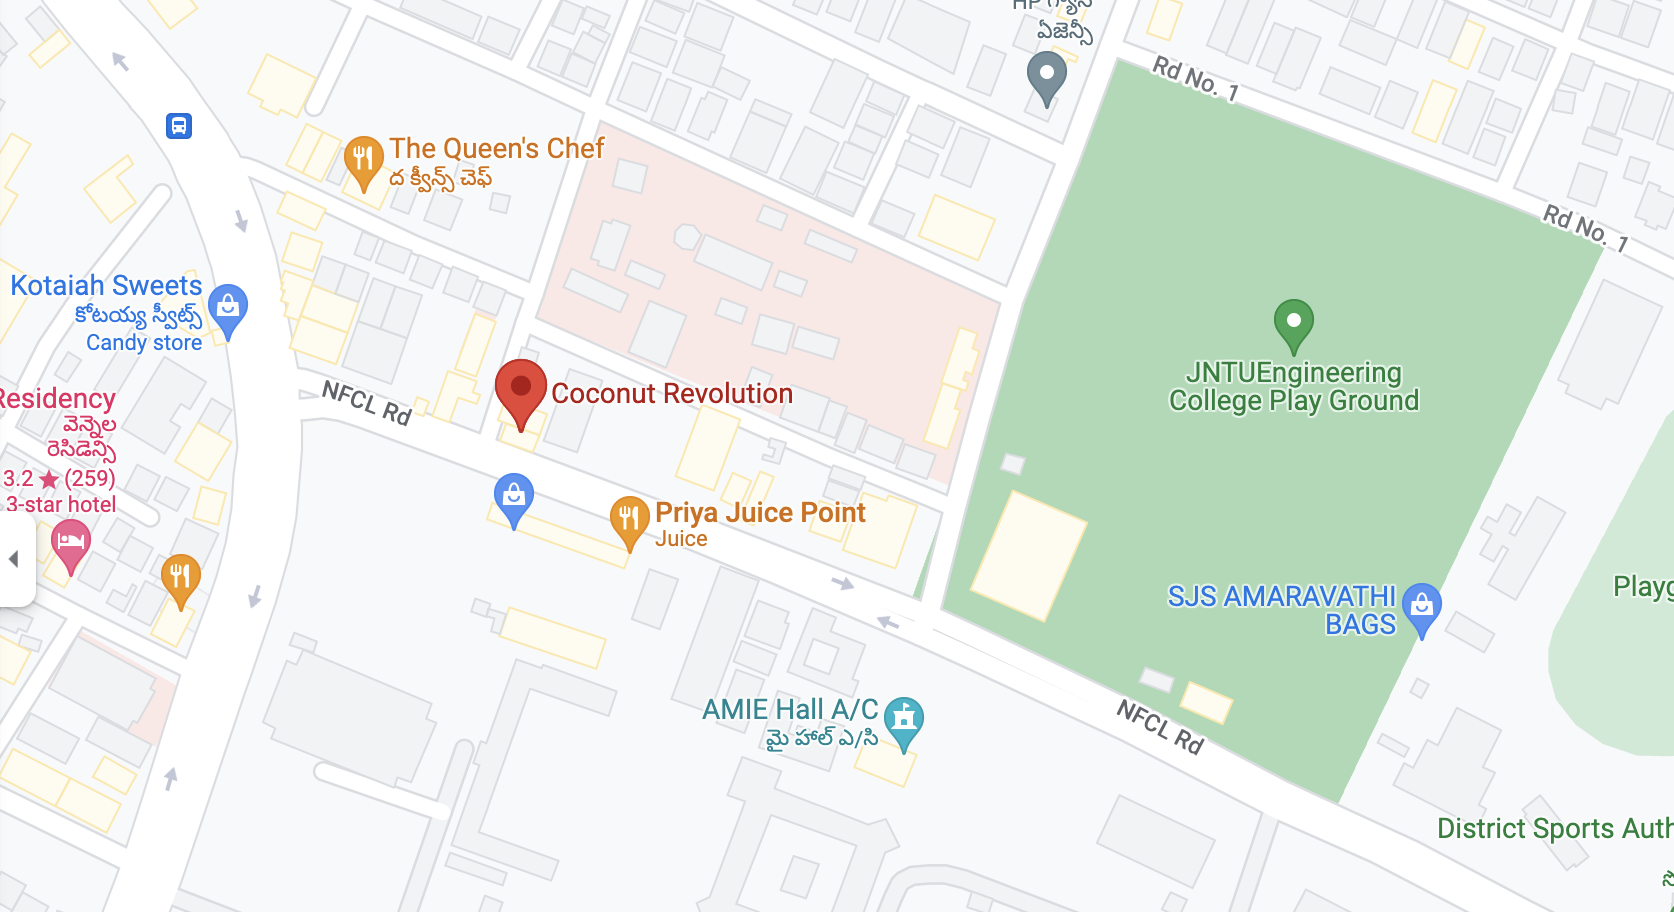 HP గ్యాస్
ఏజెన్సీ
Rd No. 1
The Queen's Chef
ద క్వీన్స్ చెఫ్
Rd No. 1
Kotaiah Sweets
కోటయ్య స్వీట్స్
Candy store
JNTUEngineering
College Play Ground
NFCL Rd
Coconut Revolution
Residency
వెన్నెల
రెసిడెన్సి
3.2 ★ (259)
3-star hotel
Priya Juice Point
Juice
SJS AMARAVATHI
BAGS
AMIE Hall A/C
మై హాల్ ఎ/సి
NFCL Rd
District Sports